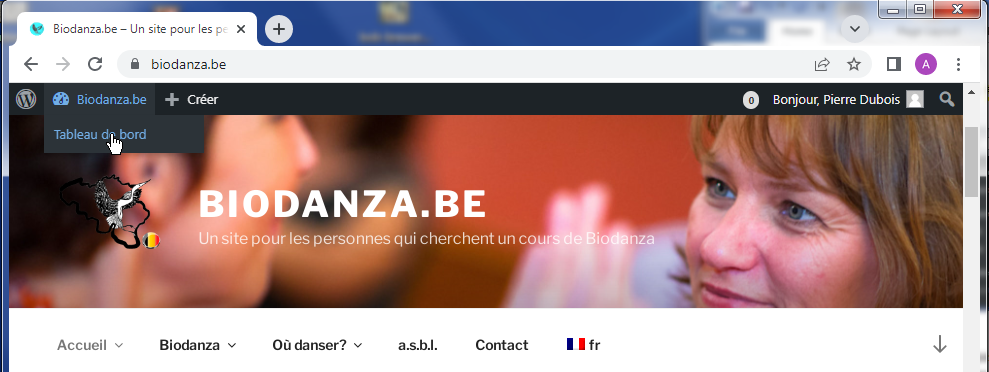 Biodanza.be – Un site pour les pe
biodanza.be
A
Biodanza.be
Créer
0
Bonjour, Pierre Dubois
Tableau de bord
BIODANZA.BE
Un site pour les personnes qui cherchent un cours de Biodanza
Accueil Biodanza Où danser? a.s.b.l. Contact fr